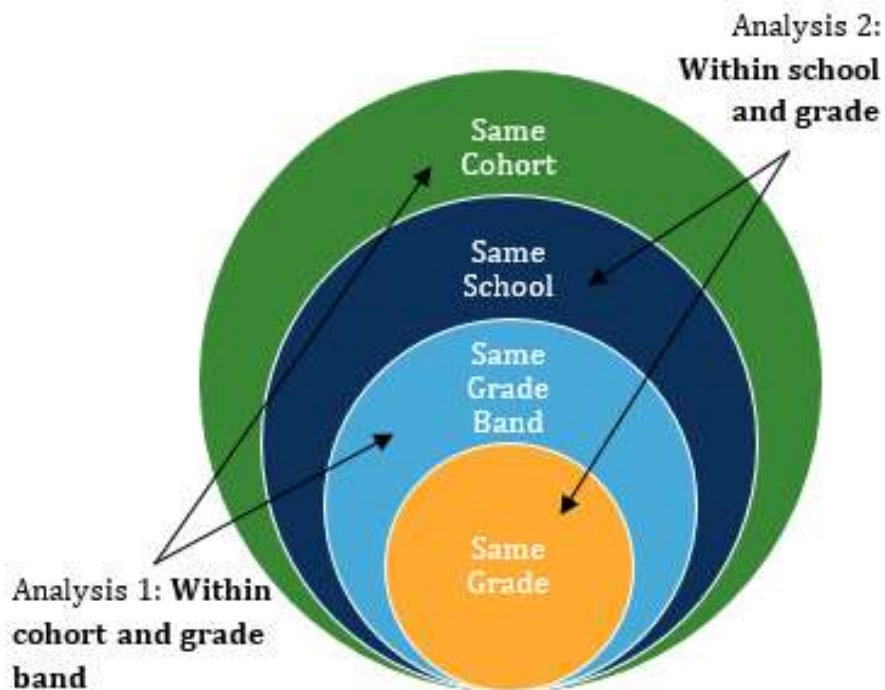 Analysis 2:
Within school
and grade
Same
Cohort
Same
School
Same
Grade
Band
Same
Grade
Analysis 1: Within
cohort and grade
band